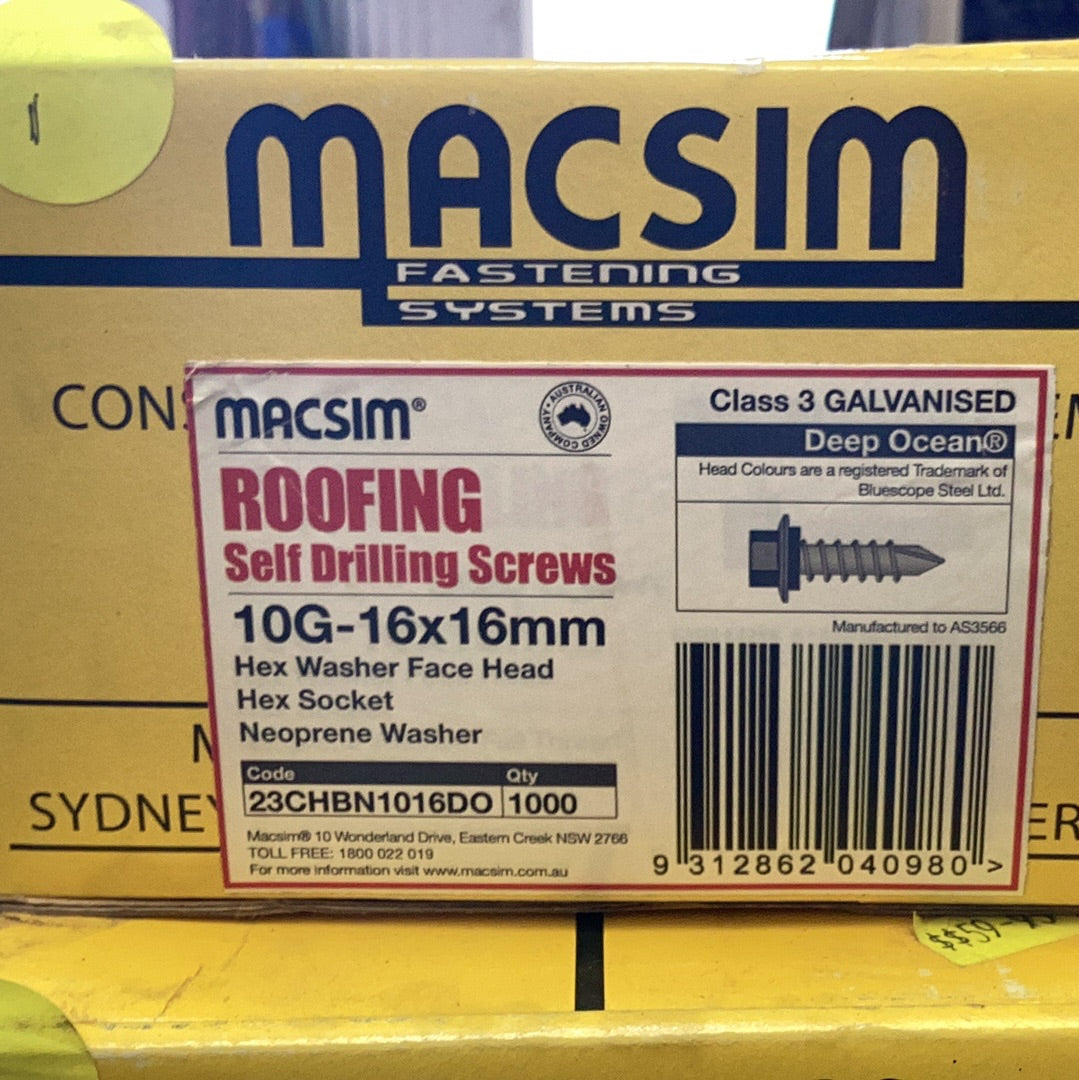 MACSIM
FASTENING
SYSTEMS
MACSIM®
AUSTRALIAN OWNED COMPANY
ROOFING
Self Drilling Screws
10G-16x16mm
Hex Washer Face Head
Hex Socket
Neoprene Washer
Code Qty
23CHBN1016DO 1000
Macsim® 10 Wonderland Drive, Eastern Creek NSW 2766
TOLL FREE: 1800 022 019
For more information visit www.macsim.com.au
Class 3 GALVANISED
Deep Ocean®
Head Colours are a registered Trademark of
Bluescope Steel Ltd.
Manufactured to AS3566
9 312862 040980 >
CONS
SYDNEY
ER